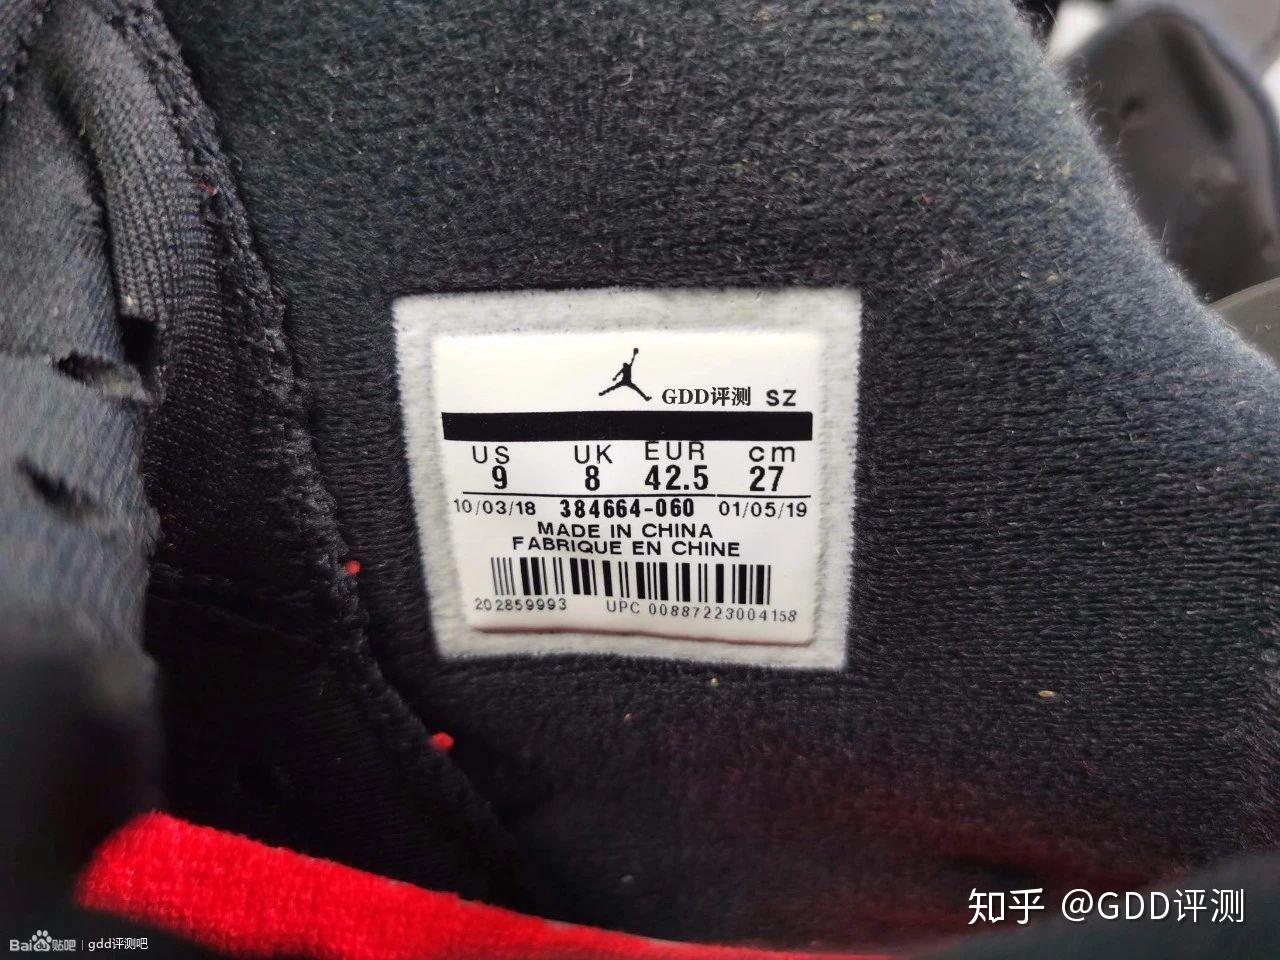 GDD评测 SZ
US UK EUR cm
9 8 42.5 27
10/03/18 384664-060 01/05/19
MADE IN CHINA
FABRIQUE EN CHINE
202859993 UPC 00887223004158
知乎 @GDD评测
Bai贴吧 | gdd评测吧